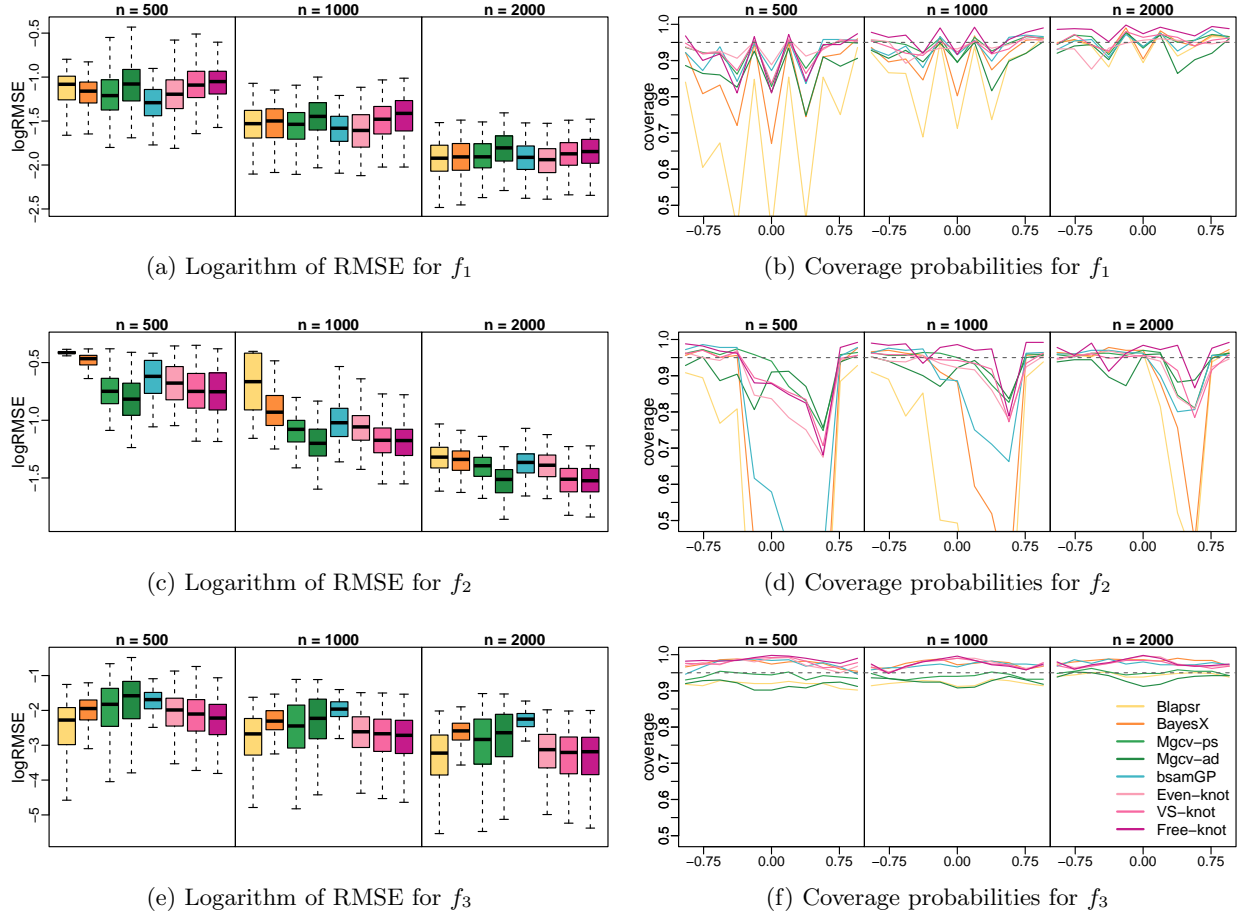 n = 500 n = 1000 n = 2000
logRMSE
−0.5
−1.0
−1.5
−2.0
−2.5
(a) Logarithm of RMSE for f1
n = 500 n = 1000 n = 2000
coverage
1.0
0.9
0.8
0.7
0.6
0.5
−0.75 0.00 0.75 −0.75 0.00 0.75 −0.75 0.00 0.75
(b) Coverage probabilities for f1
n = 500 n = 1000 n = 2000
logRMSE
−0.5
−1.0
−1.5
(c) Logarithm of RMSE for f2
n = 500 n = 1000 n = 2000
coverage
1.0
0.9
0.8
0.7
0.6
0.5
−0.75 0.00 0.75 −0.75 0.00 0.75 −0.75 0.00 0.75
(d) Coverage probabilities for f2
n = 500 n = 1000 n = 2000
logRMSE
−1
−2
−3
−4
−5
(e) Logarithm of RMSE for f3
n = 500 n = 1000 n = 2000
coverage
1.0
0.9
0.8
0.7
0.6
0.5
Blapsr
BayesX
Mgcv−ps
Mgcv−ad
bsamGP
Even−knot
VS−knot
Free−knot
−0.75 0.00 0.75 −0.75 0.00 0.75 −0.75 0.00 0.75
(f) Coverage probabilities for f3